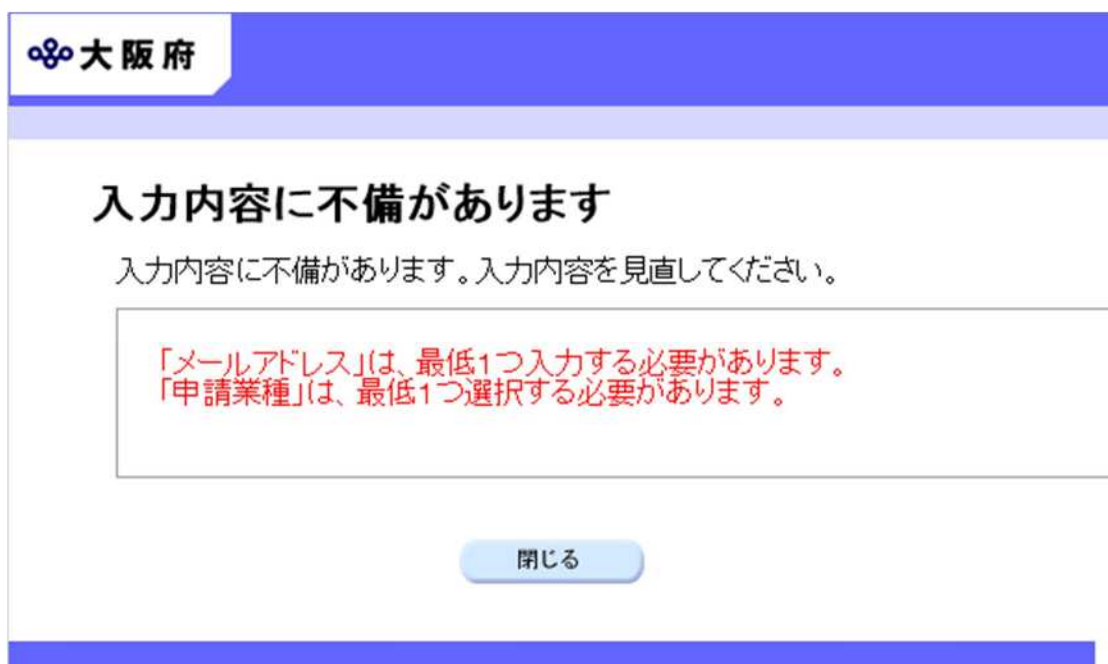 大阪府
入力内容に不備があります
入力内容に不備があります。入力内容を見直してください。
「メールアドレス」は、最低1つ入力する必要があります。
「申請業種」は、最低1つ選択する必要があります。
閉じる